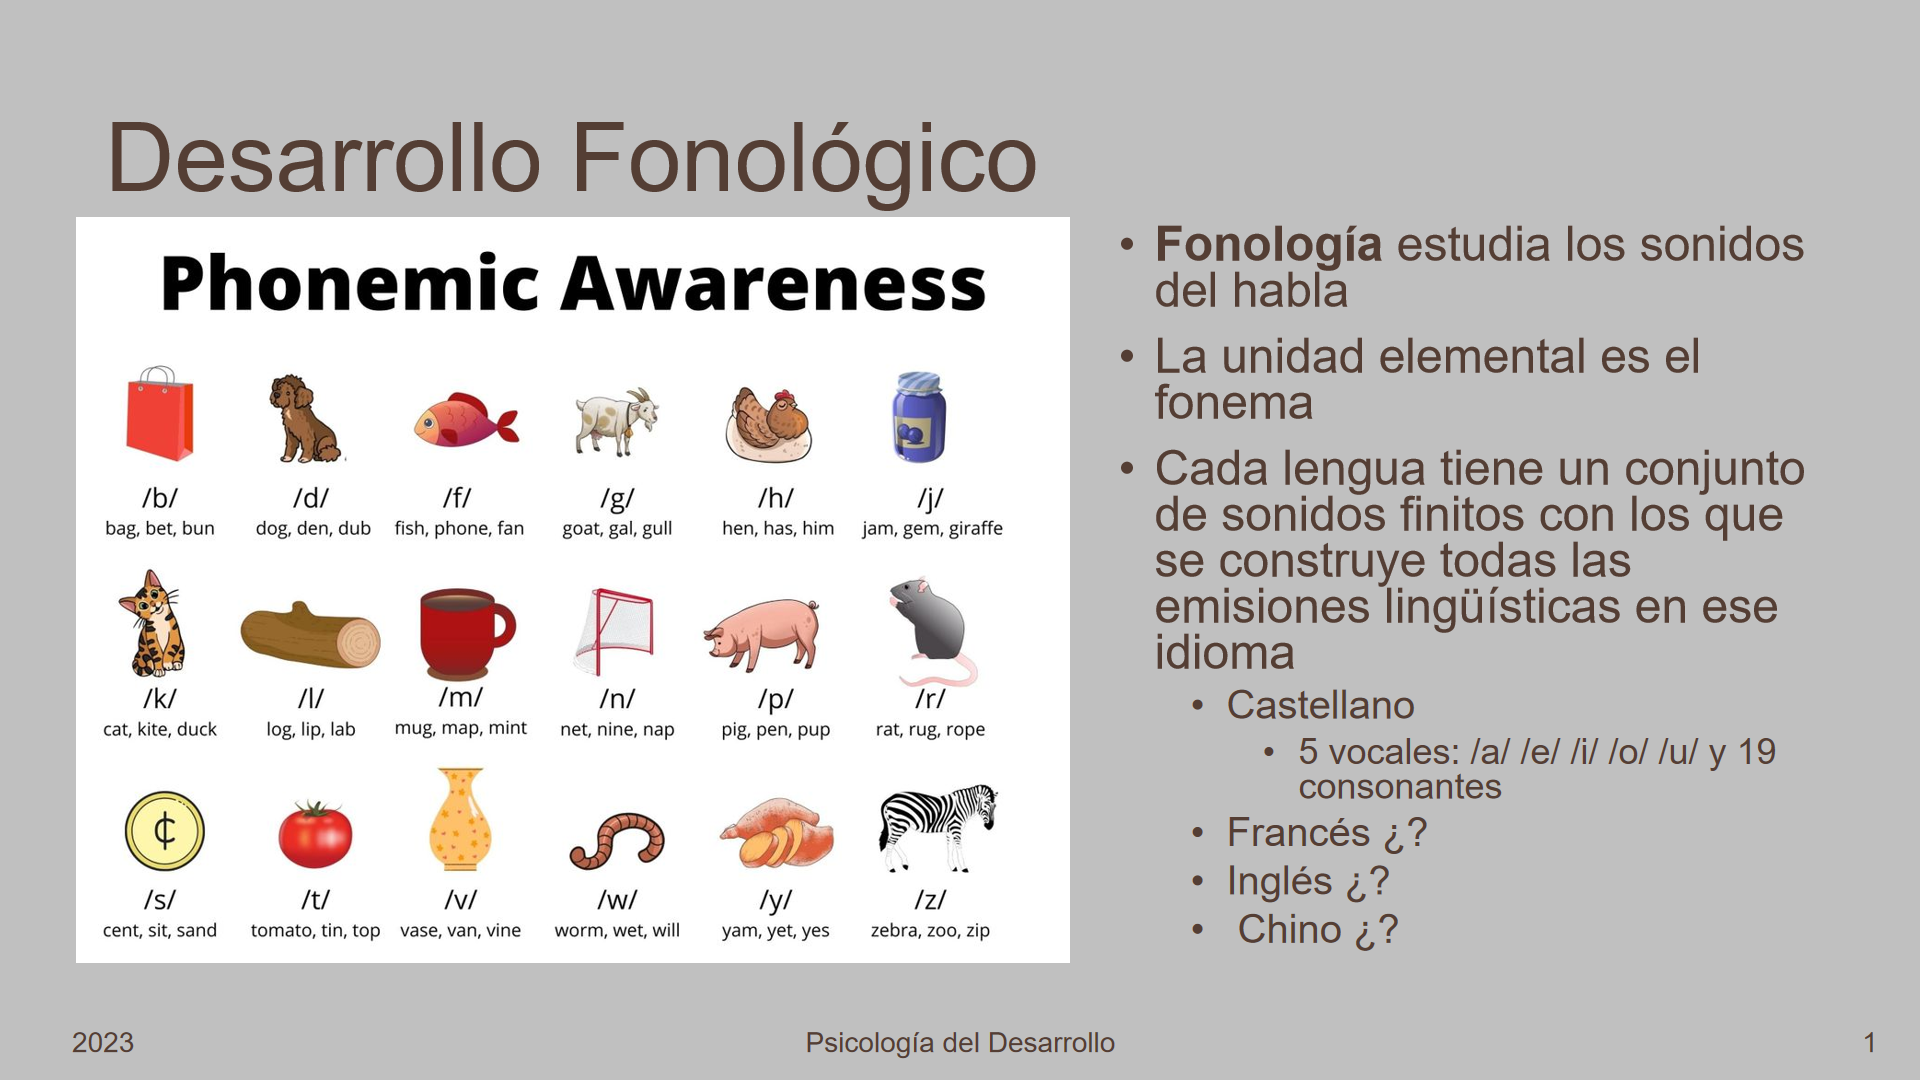 Desarrollo Fonológico
Phonemic Awareness
/b/ /d/ /f/ /g/ /h/ /j/
bag, bet, bun dog, den, dub fish, phone, fan goat, gal, gull hen, has, him jam, gem, giraffe
/k/ /l/ /m/ /n/ /p/ /r/
cat, kite, duck log, lip, lab mug, map, mint net, nine, nap pig, pen, pup rat, rug, rope
¢
/s/ /t/ /v/ /w/ /y/ /z/
cent, sit, sand tomato, tin, top vase, van, vine worm, wet, will yam, yet, yes zebra, zoo, zip
• Fonología estudia los sonidos
del habla
• La unidad elemental es el
fonema
• Cada lengua tiene un conjunto
de sonidos finitos con los que
se construye todas las
emisiones lingüísticas en ese
idioma
• Castellano
• 5 vocales: /a/ /e/ /i/ /o/ /u/ y 19
consonantes
• Francés ¿?
• Inglés ¿?
• Chino ¿?
2023 Psicología del Desarrollo 1